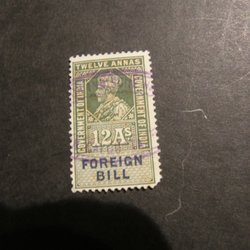 TWELVE ANNAS
GOVERNMENT OF INDIA
GOVERNMENT OF INDIA
12As
FOREIGN
BILL